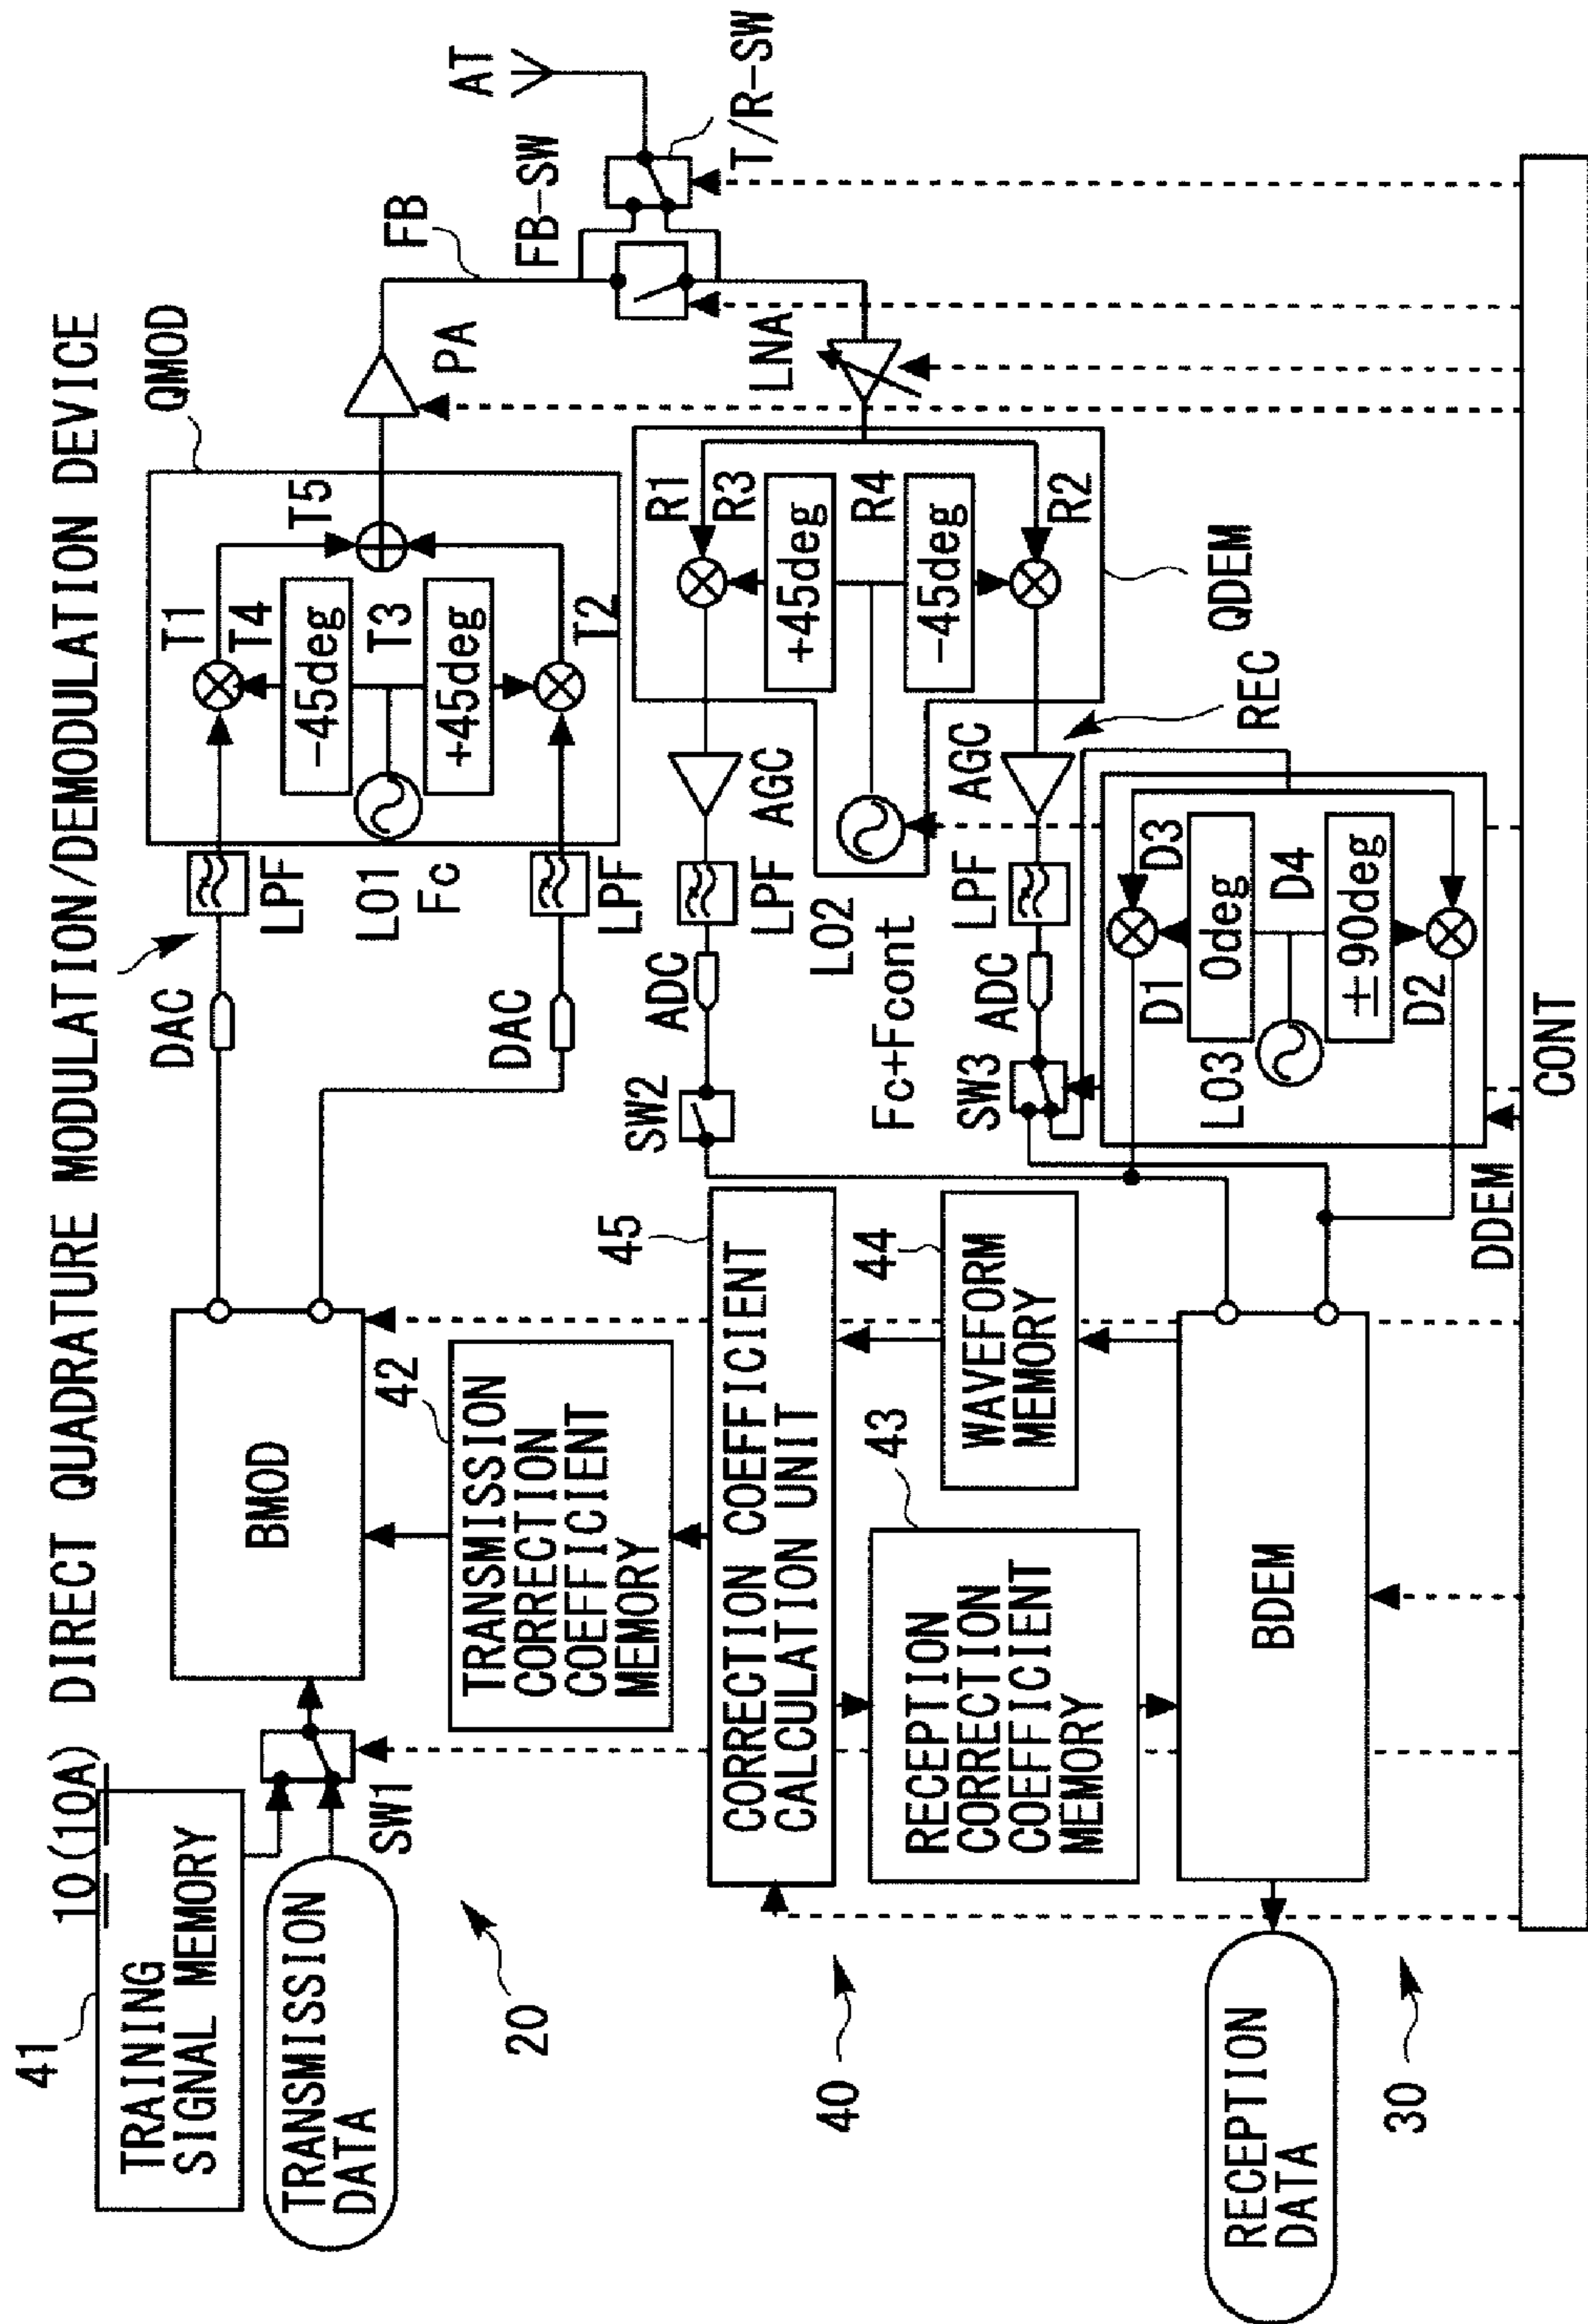 10(10A) DIRECT QUADRATURE MODULATION/DEMODULATION DEVICE
41
TRAINING
SIGNAL MEMORY
TRANSMISSION
DATA
SW1
20
BMOD
42
TRANSMISSION
CORRECTION
COEFFICIENT
MEMORY
DAC
DAC
LPF
LPF
LO1
Fc
QMOD
T1
T4
-45deg
T3
+45deg
T2
T5
PA
FB
FB-SW
AT
T/R-SW
LNA
40
45
CORRECTION COEFFICIENT
CALCULATION UNIT
43
RECEPTION
CORRECTION
COEFFICIENT
MEMORY
44
WAVEFORM
MEMORY
SW2
ADC
LPF
AGC
R1
R3
+45deg
R4
-45deg
R2
QDEM
LO2
Fc+Fcont
SW3
ADC
LPF
AGC
REC
D1
D3
0deg
LO3
D4
±90deg
D2
DDEM
BDEM
RECEPTION
DATA
30
CONT